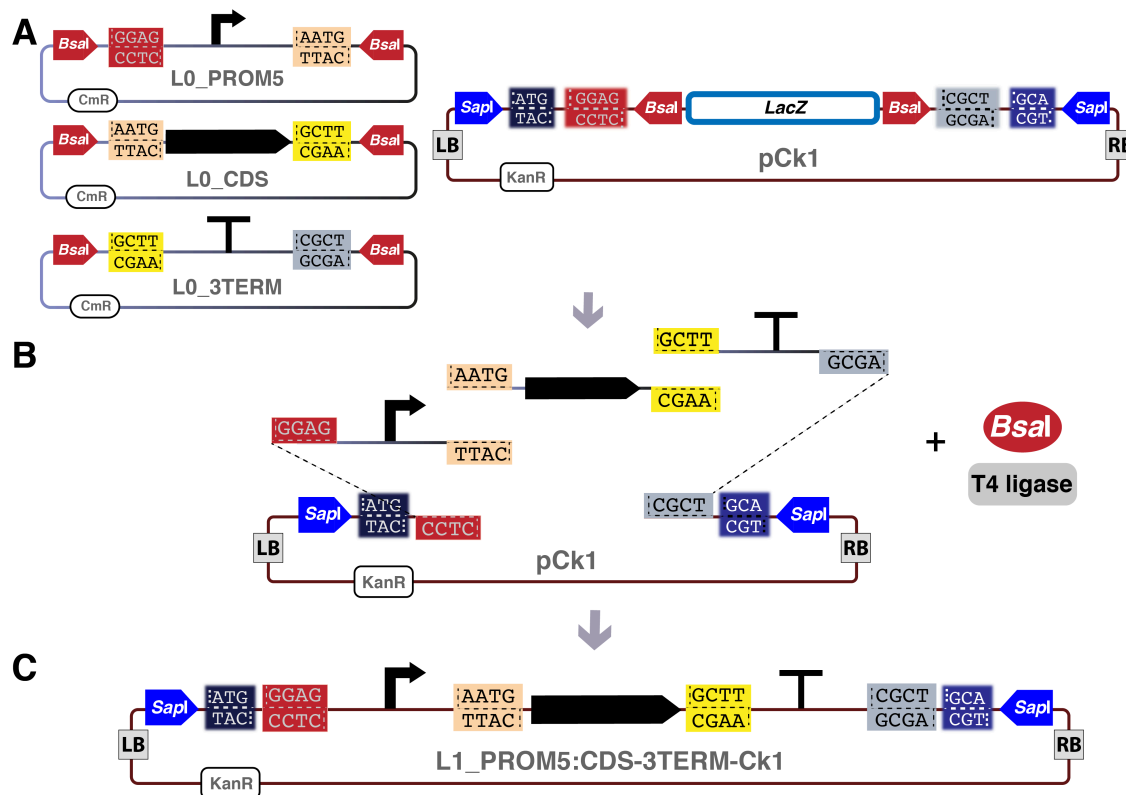 A
BsaI GGAG AATG BsaI
CCTC TTAC
L0_PROM5
CmR
BsaI AATG GCTT BsaI
TTAC CGAA
L0_CDS
CmR
BsaI GCTT CGCT BsaI
CGAA GCGA
L0_3TERM
CmR
SapI ATG GGAG BsaI LacZ BsaI CGCT GCA SapI
TAC CCTC GCGA CGT
LB pCk1 RB
KanR
B
GCTT
GCGA
AATG
CGAA
GGAG
TTAC
+ BsaI
T4 ligase
SapI ATG CGCT GCA SapI
TAC CCTC CGT
LB pCk1 RB
KanR
C
SapI ATG GGAG AATG GCTT CGCT GCA SapI
TAC CCTC TTAC CGAA GCGA CGT
LB L1_PROM5:CDS-3TERM-Ck1 RB
KanR